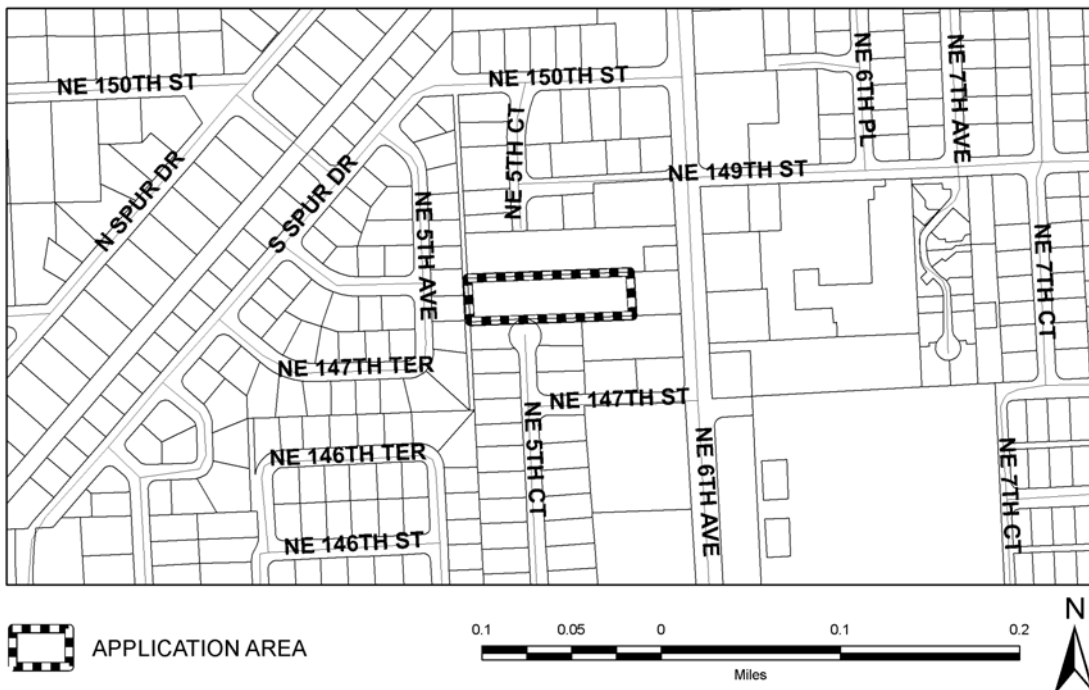 NE 150TH ST
NE 150TH ST
NE 6TH PL
NE 7TH AVE
N SPUR DR
S SPUR DR
NE 5TH CT
NE 149TH ST
NE 5TH AVE
NE 7TH CT
NE 147TH TER
NE 147TH ST
NE 5TH CT
NE 146TH TER
NE 6TH AVE
NE 7TH CT
NE 146TH ST
APPLICATION AREA
0.1 0.05 0 0.1 0.2
Miles
N